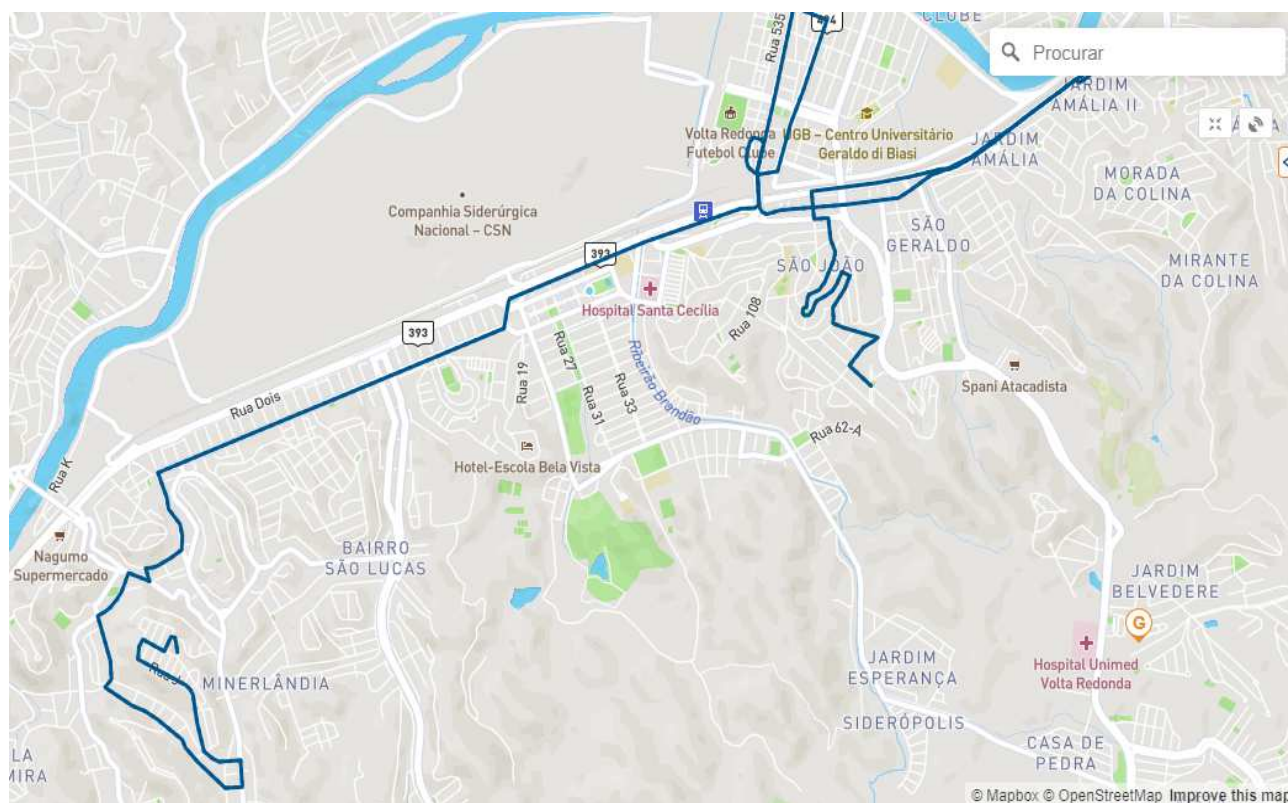 CLUBE
494
Procurar
Rua 535
JARDIM
AMÁLIA II
Volta Redonda
Futebol Clube
UGB – Centro Universitário
Geraldo di Biasi
JARDIM
AMÁLIA
MORADA
DA COLINA
Companhia Siderúrgica
Nacional – CSN
SÃO
GERALDO
393
SÃO JOÃO
MIRANTE
DA COLINA
Hospital Santa Cecília
Rua 108
393
Rua 27
Rua 19
Ribeirão Brandão
Spani Atacadista
Rua Dois
Rua 31
Rua 33
Rua 62-A
Hotel-Escola Bela Vista
Rua K
Nagumo
Supermercado
BAIRRO
SÃO LUCAS
JARDIM
BELVEDERE
G
Hospital Unimed
Volta Redonda
JARDIM
ESPERANÇA
MINERLÂNDIA
SIDERÓPOLIS
CASA DE
PEDRA
© Mapbox © OpenStreetMap Improve this map